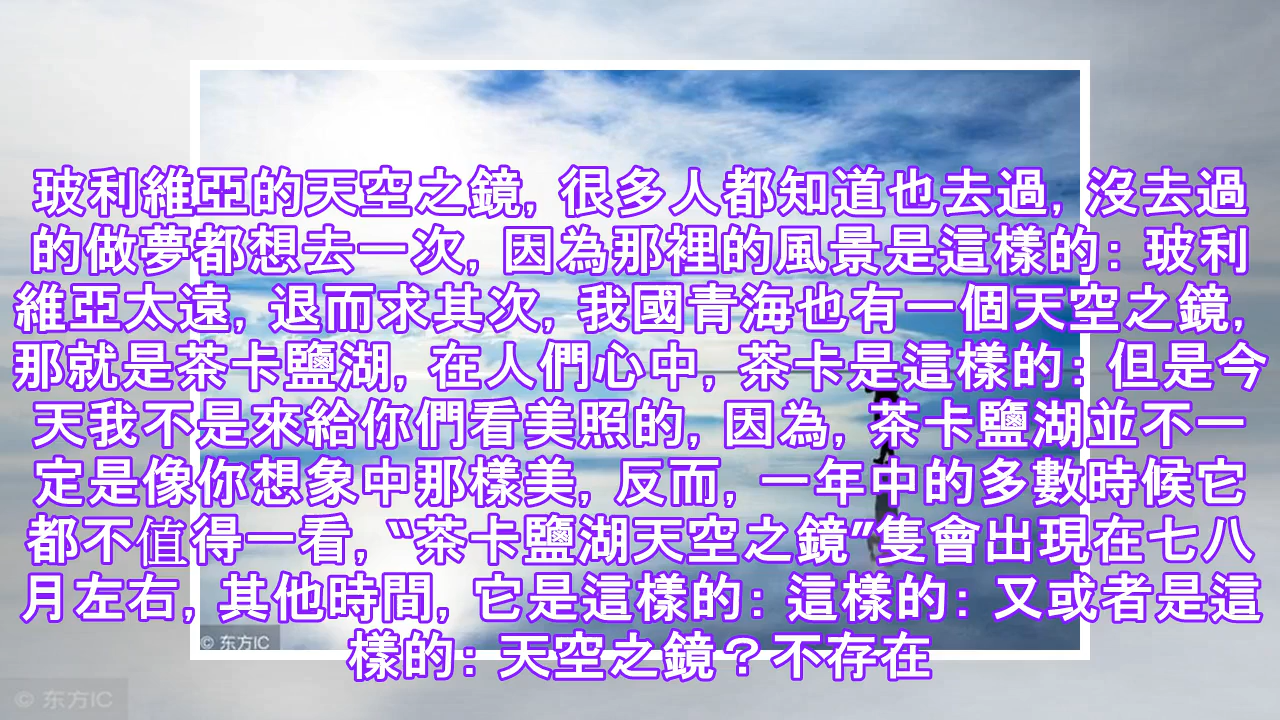 玻利維亞的天空之鏡, 很多人都知道也去過, 沒去過
的做夢都想去一次, 因為那裡的風景是這樣的: 玻利
維亞太遠, 退而求其次, 我國青海也有一個天空之鏡,
那就是茶卡鹽湖, 在人們心中, 茶卡是這樣的: 但是今
天我不是來給你們看美照的, 因為, 茶卡鹽湖並不一
定是像你想象中那樣美, 反而, 一年中的多數時候它
都不值得一看, “茶卡鹽湖天空之鏡”隻會出現在七八
月左右, 其他時間, 它是這樣的: 這樣的: 又或者是這
樣的: 天空之鏡？不存在
© 东方IC
© 东方IC